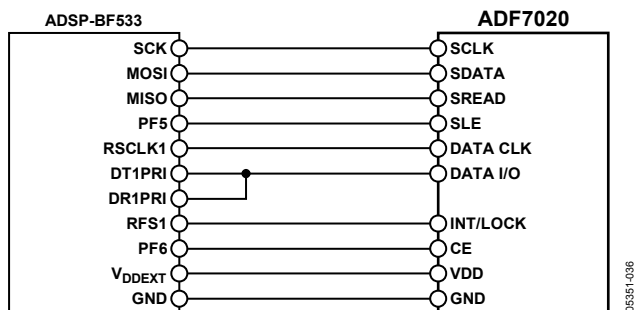 ADSP-BF533 ADF7020
SCK SCLK
MOSI SDATA
MISO SREAD
PF5 SLE
RSCLK1 DATA CLK
DT1PRI DATA I/O
DR1PRI
RFS1 INT/LOCK
PF6 CE
VDDEXT VDD
GND GND
05351-036